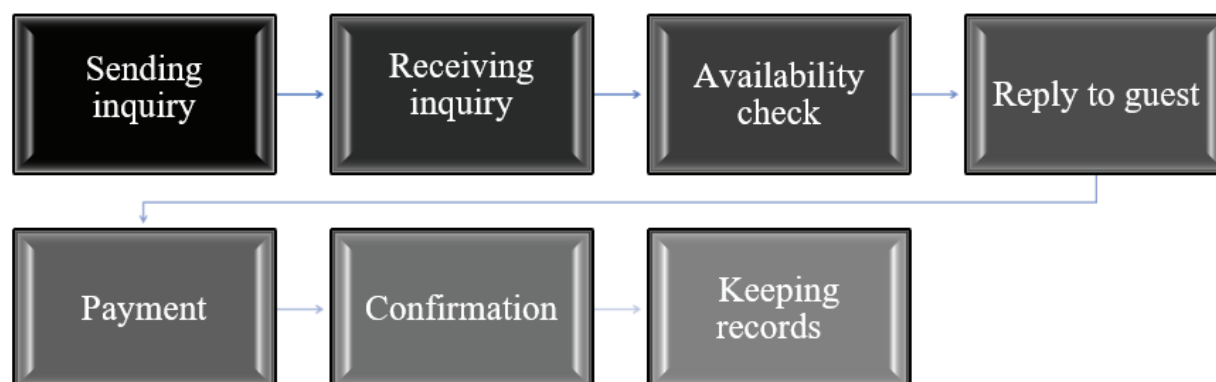 Sending
inquiry
Receiving
inquiry
Availability
check
Reply to guest
Payment
Confirmation
Keeping
records